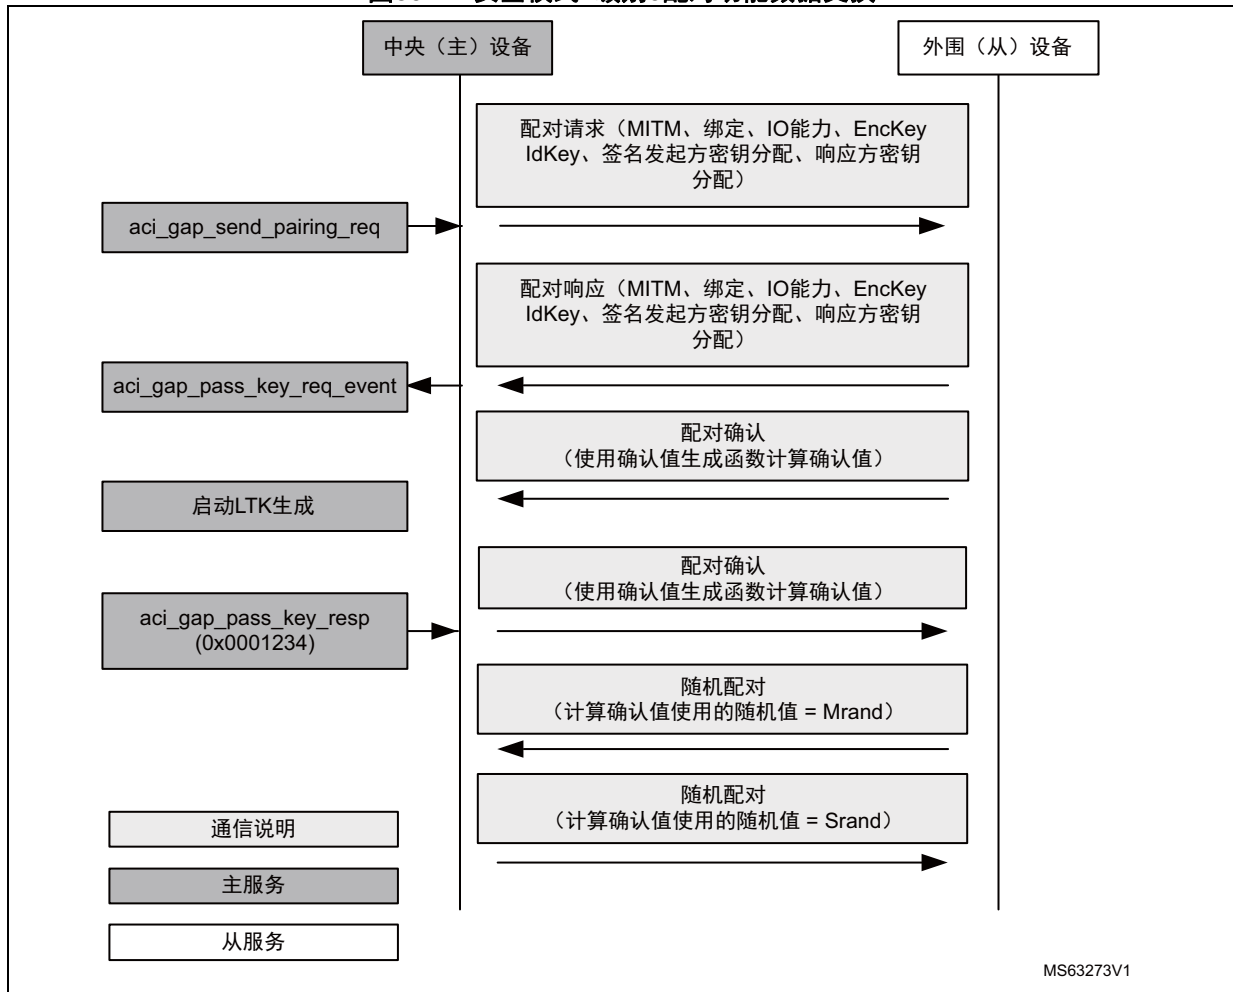 中央（主）设备
外围（从）设备
配对请求（MITM、绑定、IO能力、EncKey
IdKey、签名发起方密钥分配、响应方密钥
分配）
aci_gap_send_pairing_req
配对响应（MITM、绑定、IO能力、EncKey
IdKey、签名发起方密钥分配、响应方密钥
分配）
aci_gap_pass_key_req_event
配对确认
（使用确认值生成函数计算确认值）
启动LTK生成
配对确认
（使用确认值生成函数计算确认值）
aci_gap_pass_key_resp
(0x0001234)
随机配对
（计算确认值使用的随机值 = Mrand）
随机配对
（计算确认值使用的随机值 = Srand）
通信说明
主服务
从服务
MS63273V1